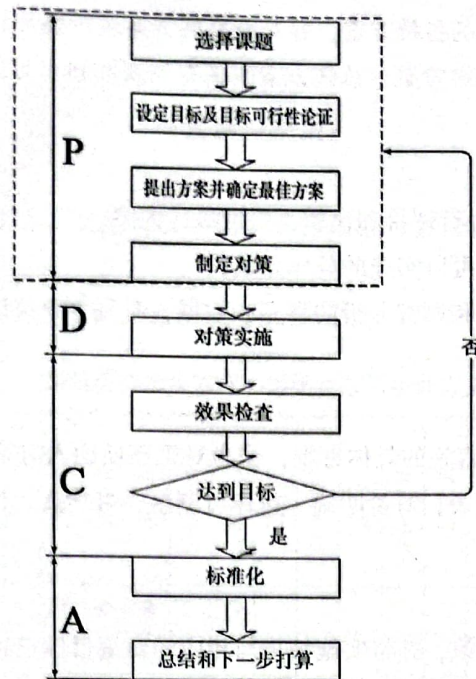 选择课题
设定目标及目标可行性论证
P
提出方案并确定最佳方案
制定对策
D
对策实施
否
效果检查
C
达到目标
是
标准化
A
总结和下一步打算